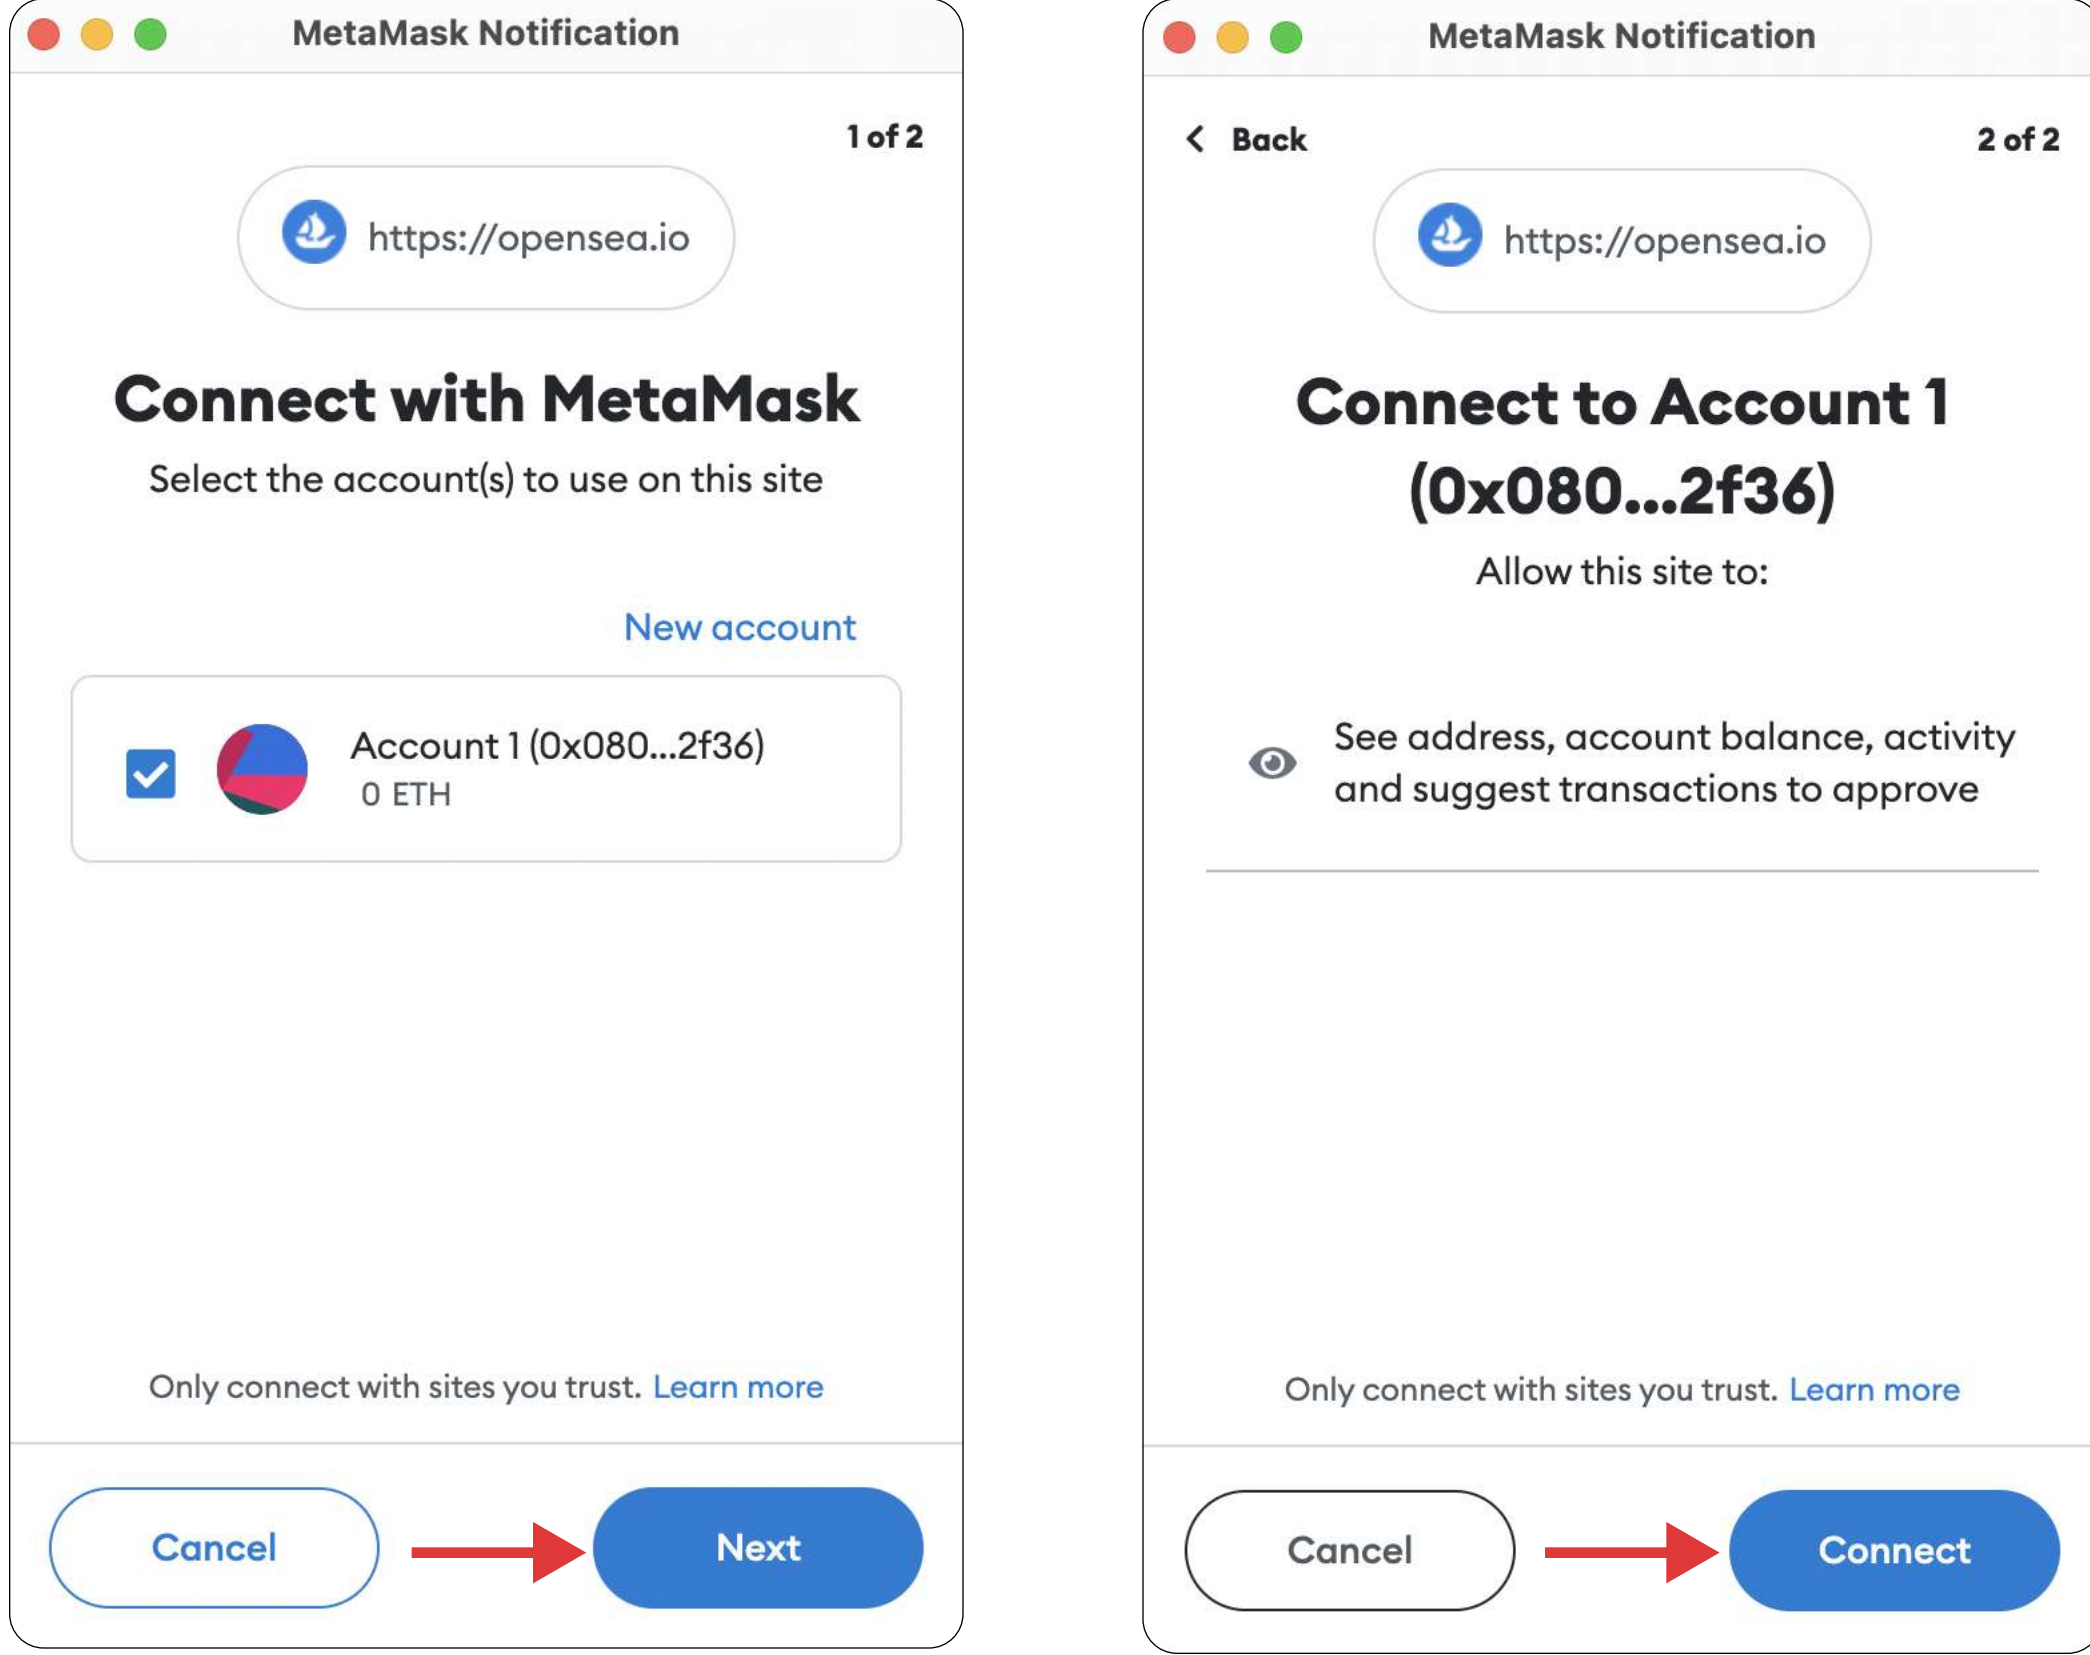 MetaMask Notification
1 of 2
https://opensea.io
Connect with MetaMask
Select the account(s) to use on this site
New account
Account 1 (0x080...2f36)
0 ETH
Only connect with sites you trust. Learn more
Cancel
Next
MetaMask Notification
Back
2 of 2
https://opensea.io
Connect to Account 1
(0x080...2f36)
Allow this site to:
See address, account balance, activity
and suggest transactions to approve
Only connect with sites you trust. Learn more
Cancel
Connect